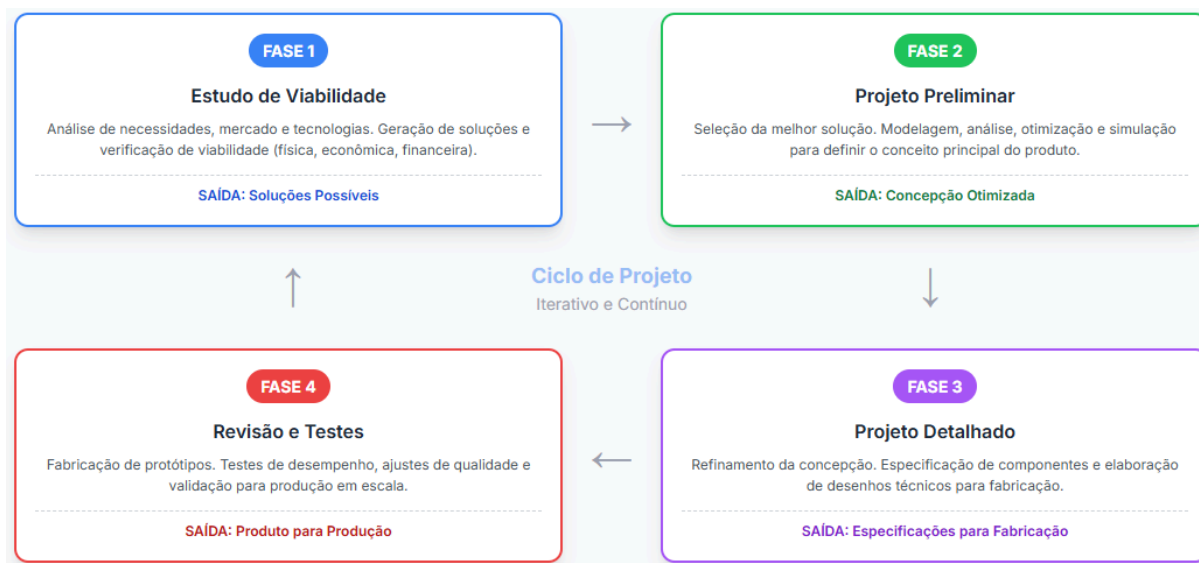 FASE 1
Estudo de Viabilidade
Análise de necessidades, mercado e tecnologias. Geração de soluções e
verificação de viabilidade (física, econômica, financeira).
SAÍDA: Soluções Possíveis
FASE 2
Projeto Preliminar
Seleção da melhor solução. Modelagem, análise, otimização e simulação
para definir o conceito principal do produto.
SAÍDA: Concepção Otimizada
Ciclo de Projeto
Iterativo e Contínuo
FASE 4
Revisão e Testes
Fabricação de protótipos. Testes de desempenho, ajustes de qualidade e
validação para produção em escala.
SAÍDA: Produto para Produção
FASE 3
Projeto Detalhado
Refinamento da concepção. Especificação de componentes e elaboração
de desenhos técnicos para fabricação.
SAÍDA: Especificações para Fabricação